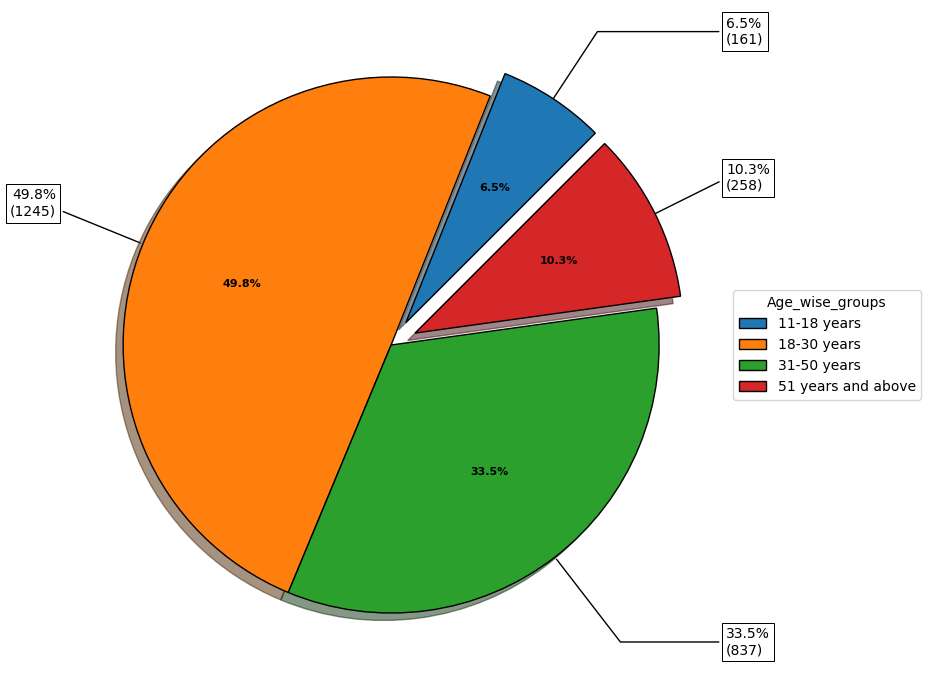 6.5%
(161)
10.3%
(258)
49.8%
(1245)
6.5%
10.3%
49.8%
33.5%
Age_wise_groups
11-18 years
18-30 years
31-50 years
51 years and above
33.5%
(837)